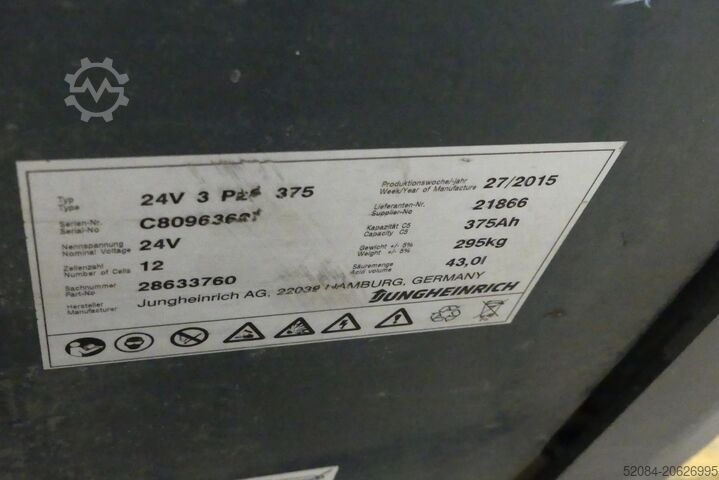 Typ
Type
24V 3 375
Serien-Nr.
Serial-No
Nennspannung
Nominal Voltage
24V
Zellenzahl
Number of Cells
12
Sachnummer
Part-No
28633760
Hersteller
Manufacturer
Jungheinrich AG, 22039 HAMBURG, GERMANY
Produktionswoche/-jahr
Week/Year of Manufacture
27/2015
Lieferanten-Nr.
Supplier-No
21866
Kapazität C5
Capacity C5
375Ah
Gewicht +/- 5%
Weight +/- 5%
295kg
Säuremenge
Acid volume
43,0l
JUNGHEINRICH
52084-20626995